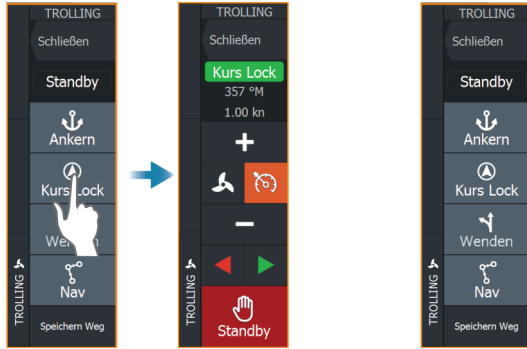 TROLLING
Schließen
Standby
Ankern
Kurs Lock
Wenden
Nav
Speichern Weg
TROLLING
TROLLING
Schließen
Kurs Lock
357 °M
1.00 kn
Standby
TROLLING
TROLLING
Schließen
Standby
Ankern
Kurs Lock
Wenden
Nav
Speichern Weg
TROLLING